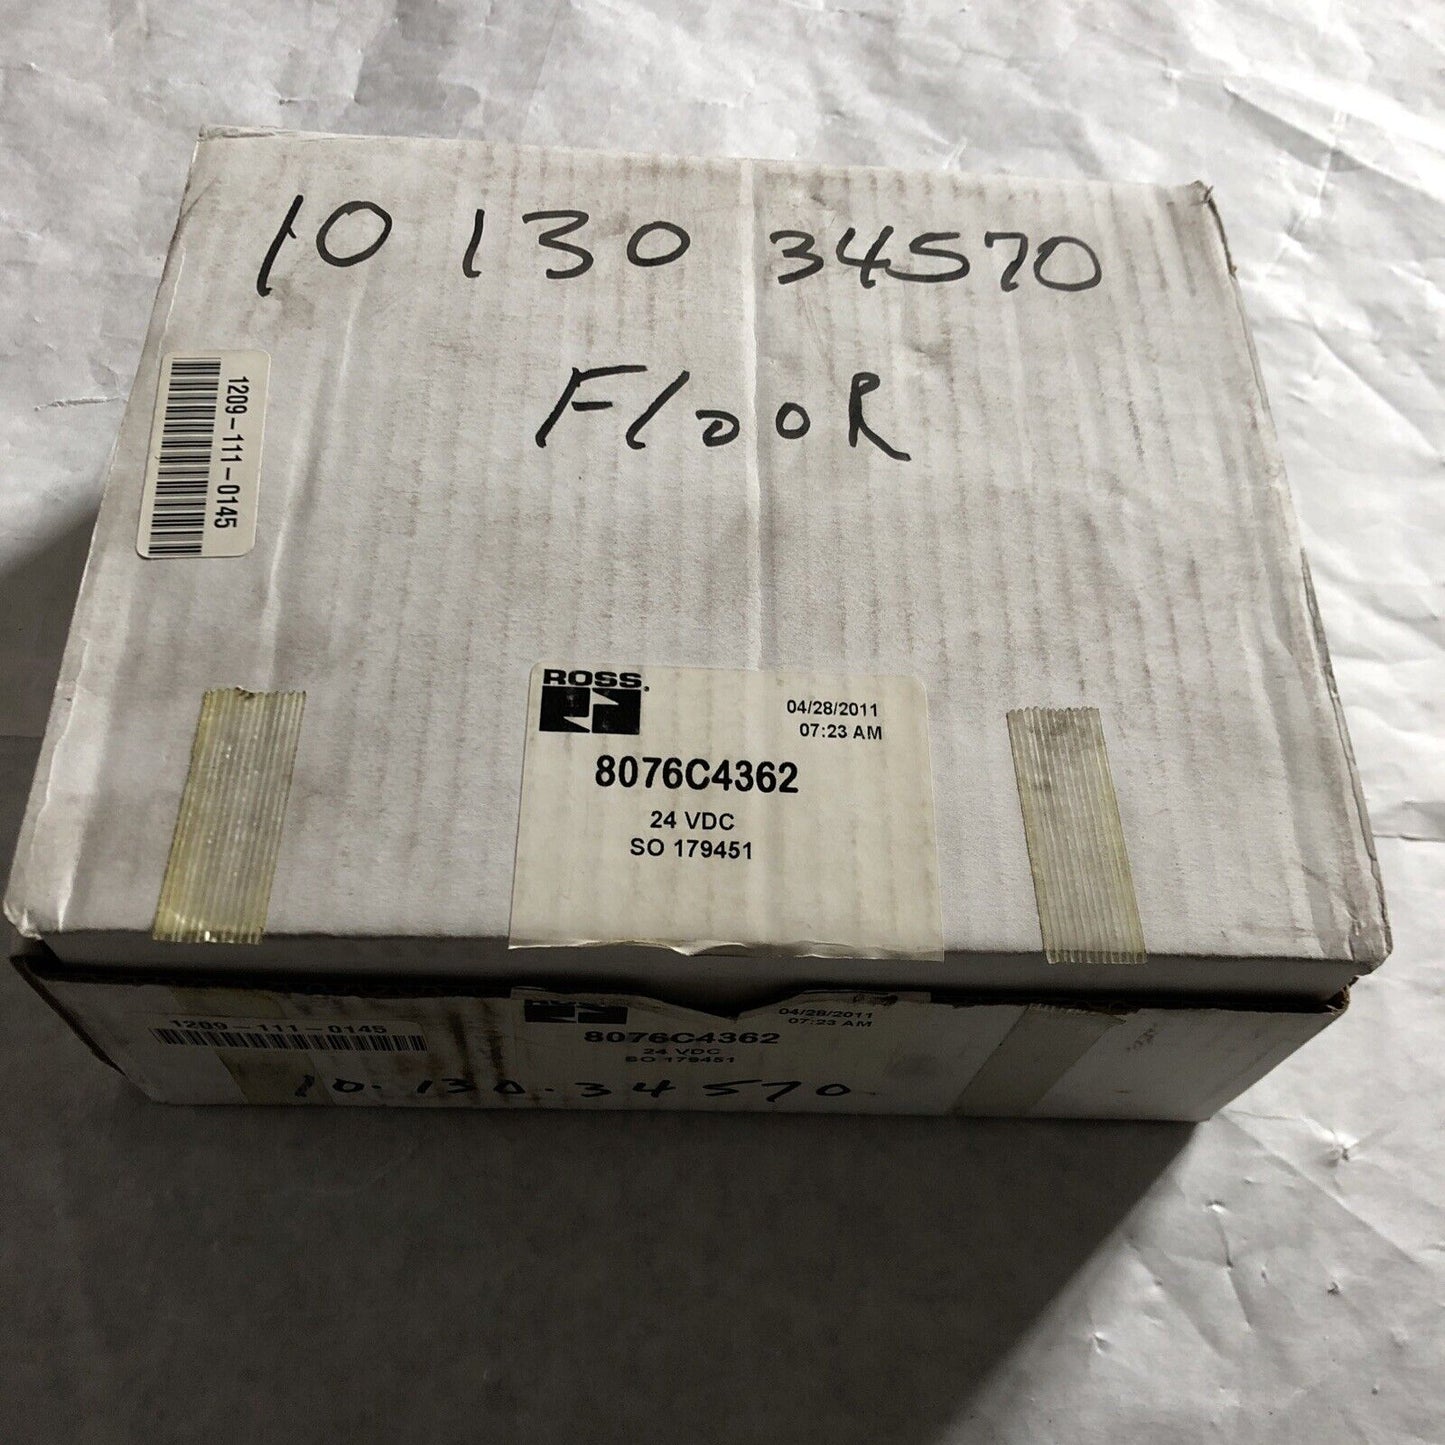 10 130 34570
FlooR
1209-111-0145
ROSS®
04/28/2011
07:23 AM
8076C4362
24 VDC
SO 179451
1209-111-0145
04/28/2011
07:23 AM
8076C4362
24 VDC
SO 179451
10.130.34570